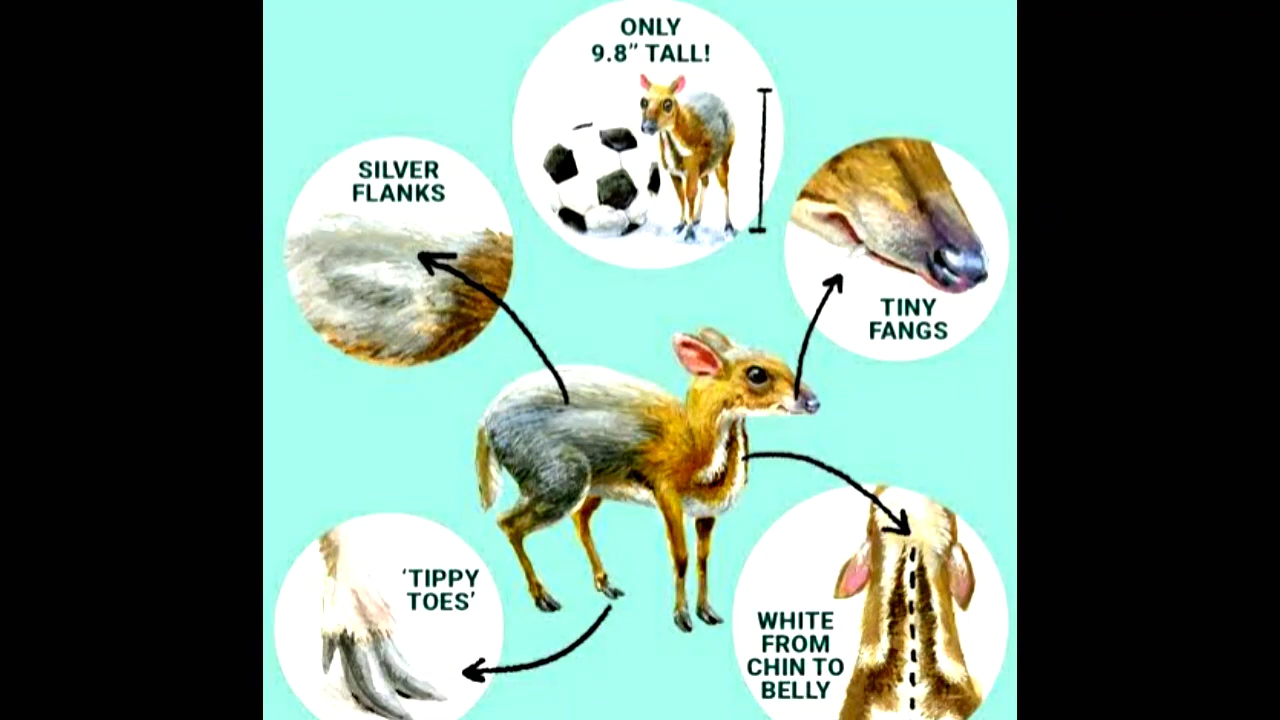 ONLY
9.8” TALL!
SILVER
FLANKS
TINY
FANGS
‘TIPPY
TOES’
WHITE
FROM
CHIN TO
BELLY